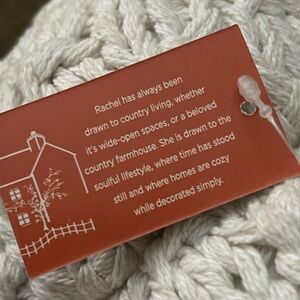 Rachel has always been
drawn to country living, whether
it's wide-open spaces, or a beloved
country farmhouse. She is drawn to the
soulful lifestyle, where time has stood
still and where homes are cozy
while decorated simply.